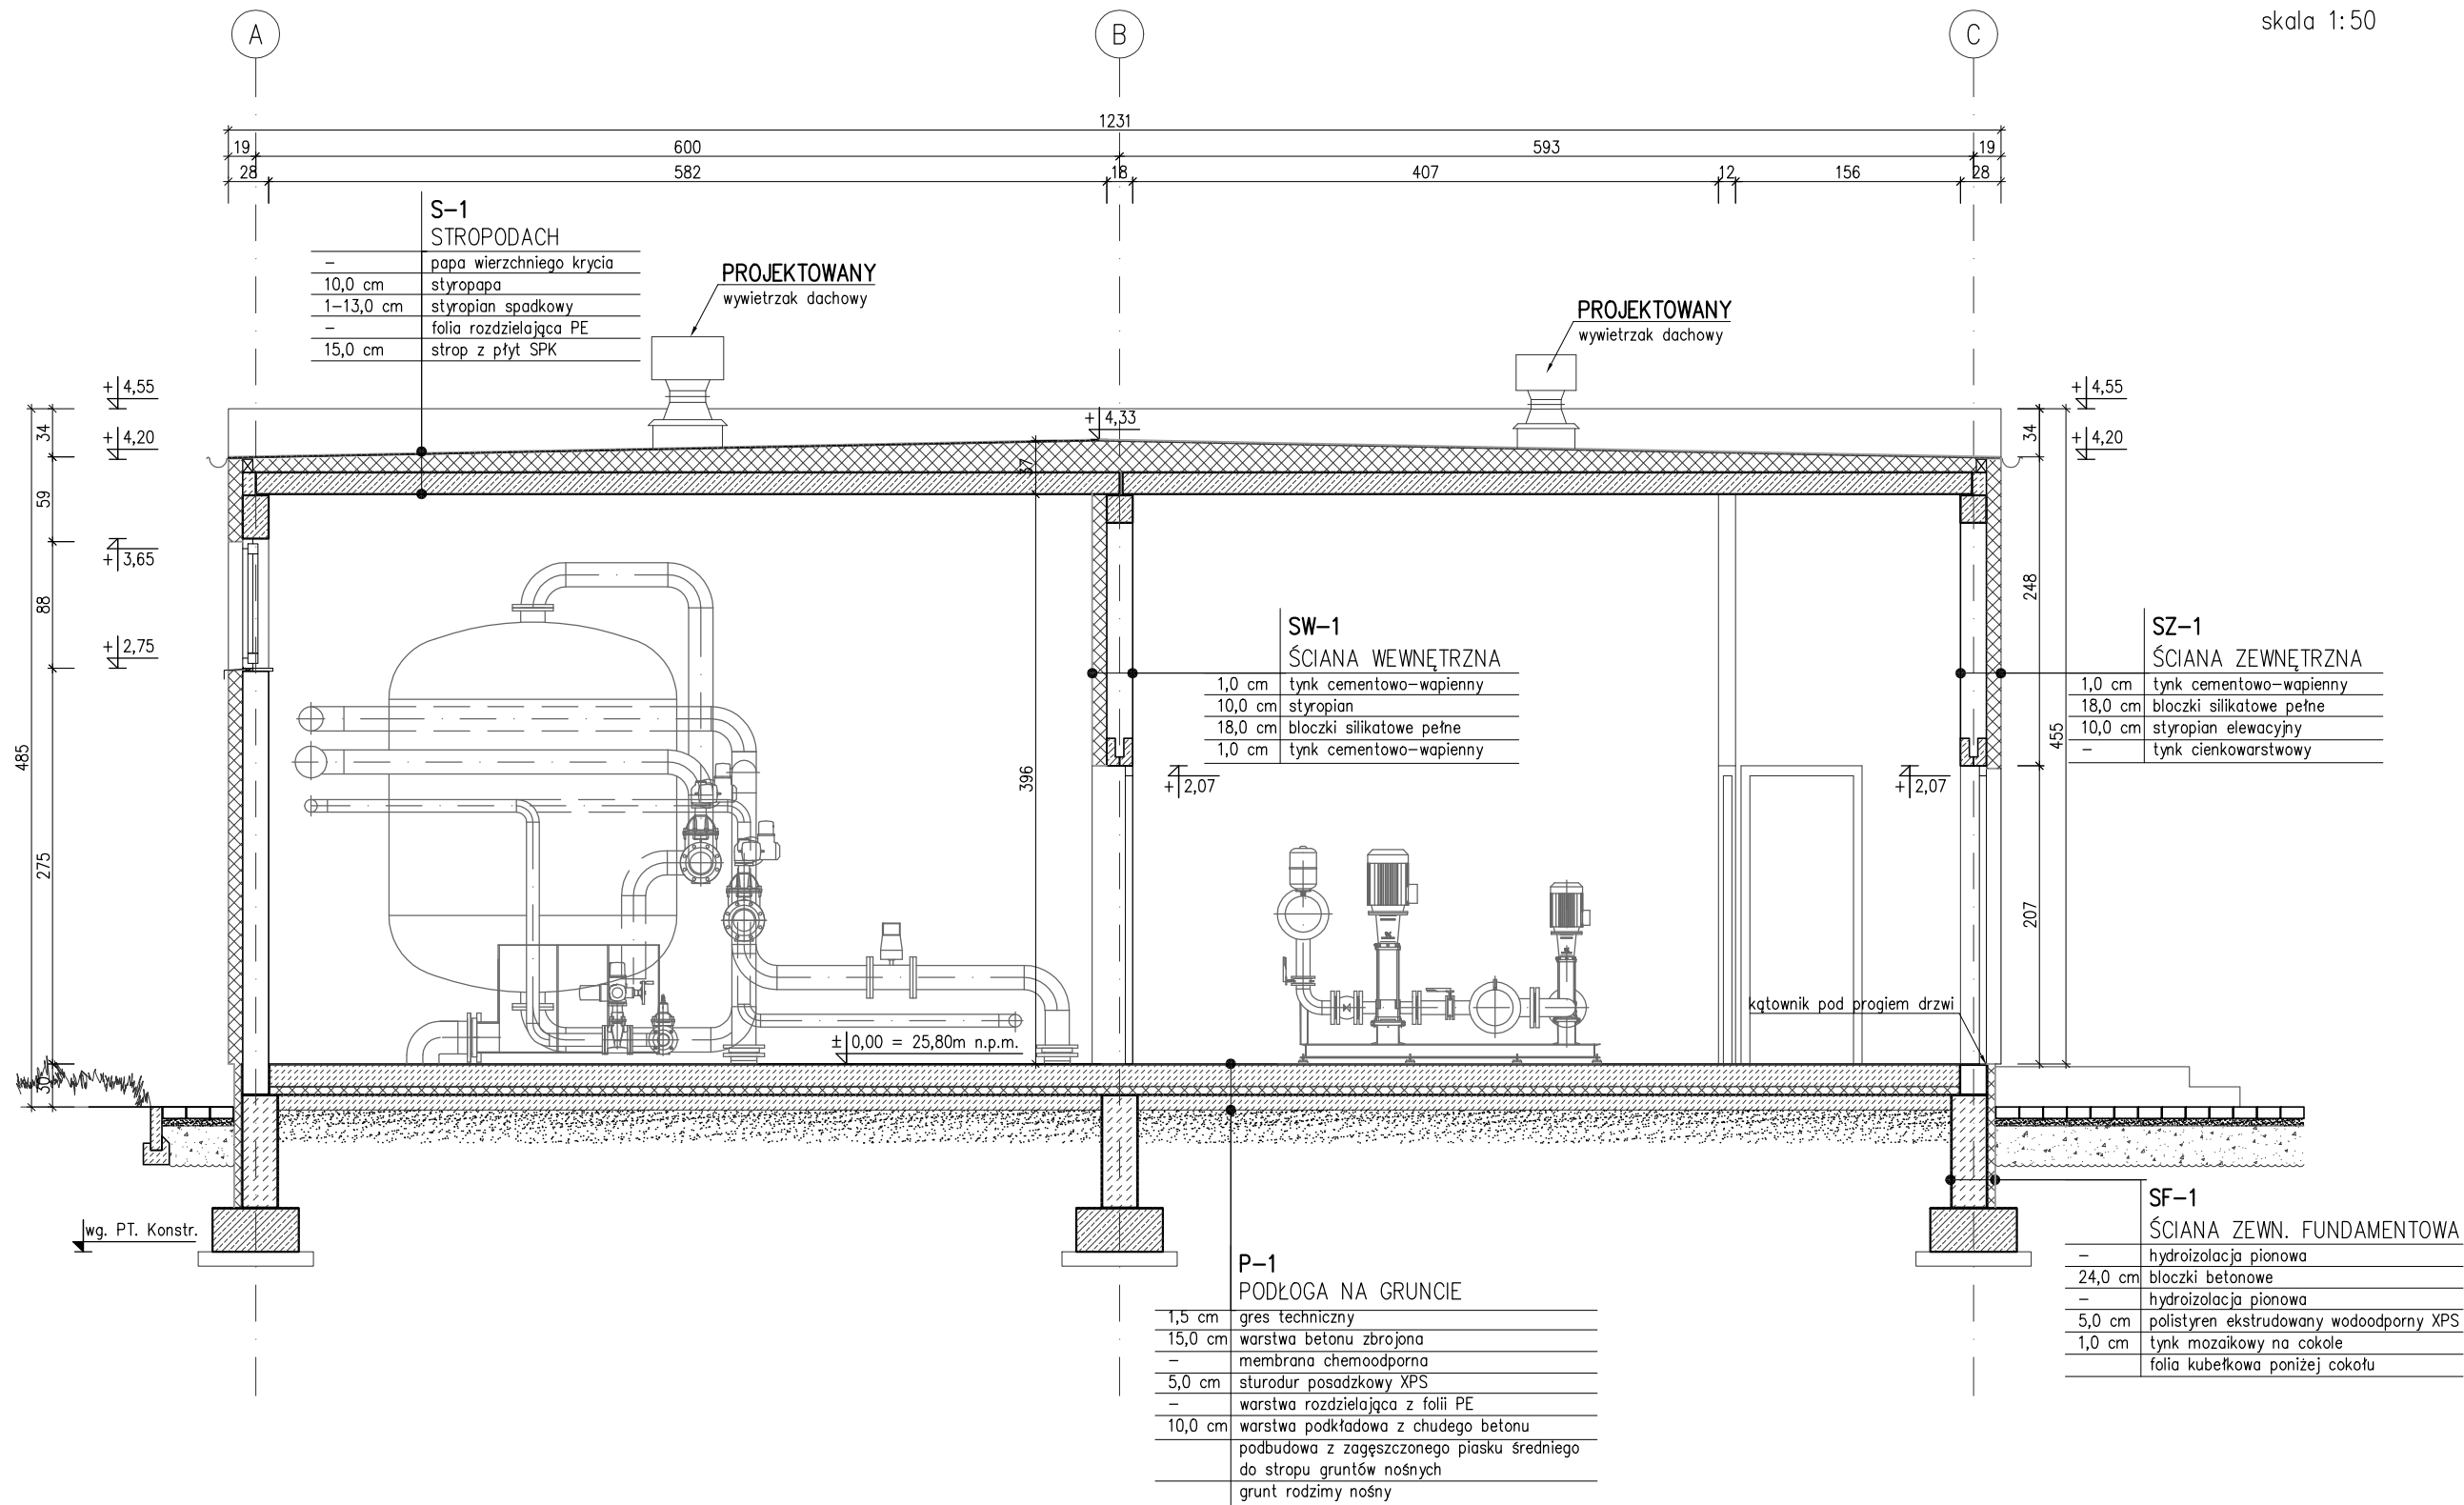 skala 1:50
A
B
C
1231
19
600
593
19
28
582
18
407
12
156
28
S-1
STROPODACH
- papa wierzchniego krycia
10,0 cm styropapa
1-13,0 cm styropian spadkowy
- folia rozdzielająca PE
15,0 cm strop z płyt SPK
PROJEKTOWANY
wywietrzak dachowy
PROJEKTOWANY
wywietrzak dachowy
+4,55
+4,20
+3,65
+2,75
34
59
88
275
30
485
+4,33
37
396
+4,55
+4,20
34
248
207
455
SW-1
ŚCIANA WEWNĘTRZNA
1,0 cm tynk cementowo-wapienny
10,0 cm styropian
18,0 cm bloczki silikatowe pełne
1,0 cm tynk cementowo-wapienny
SZ-1
ŚCIANA ZEWNĘTRZNA
1,0 cm tynk cementowo-wapienny
18,0 cm bloczki silikatowe pełne
10,0 cm styropian elewacyjny
- tynk cienkowarstwowy
+2,07
+2,07
kątownik pod progiem drzwi
±0,00 = 25,80m n.p.m.
wg. PT. Konstr.
P-1
PODŁOGA NA GRUNCIE
1,5 cm gres techniczny
15,0 cm warstwa betonu zbrojona
- membrana chemoodporna
5,0 cm sturodur posadzkowy XPS
- warstwa rozdzielająca z folii PE
10,0 cm warstwa podkładowa z chudego betonu
podbudowa z zagęszczonego piasku średniego
do stropu gruntów nośnych
grunt rodzimy nośny
SF-1
ŚCIANA ZEWN. FUNDAMENTOWA
- hydroizolacja pionowa
24,0 cm bloczki betonowe
- hydroizolacja pionowa
5,0 cm polistyren ekstrudowany wodoodporny XPS
1,0 cm tynk mozaikowy na cokole
folia kubełkowa poniżej cokołu